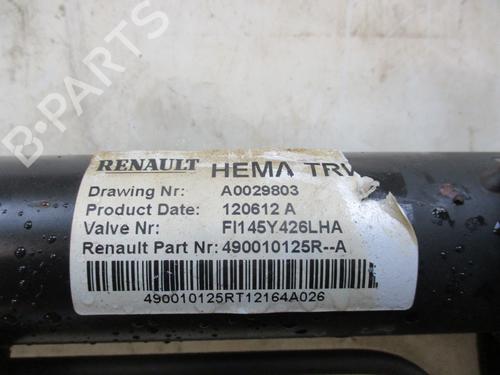 B-PARTS
RENAULT HEMA TRW
Drawing Nr: A0029803
Product Date: 120612 A
Valve Nr: FI145Y426LHA
Renault Part Nr: 490010125R--A
490010125RT12164A026